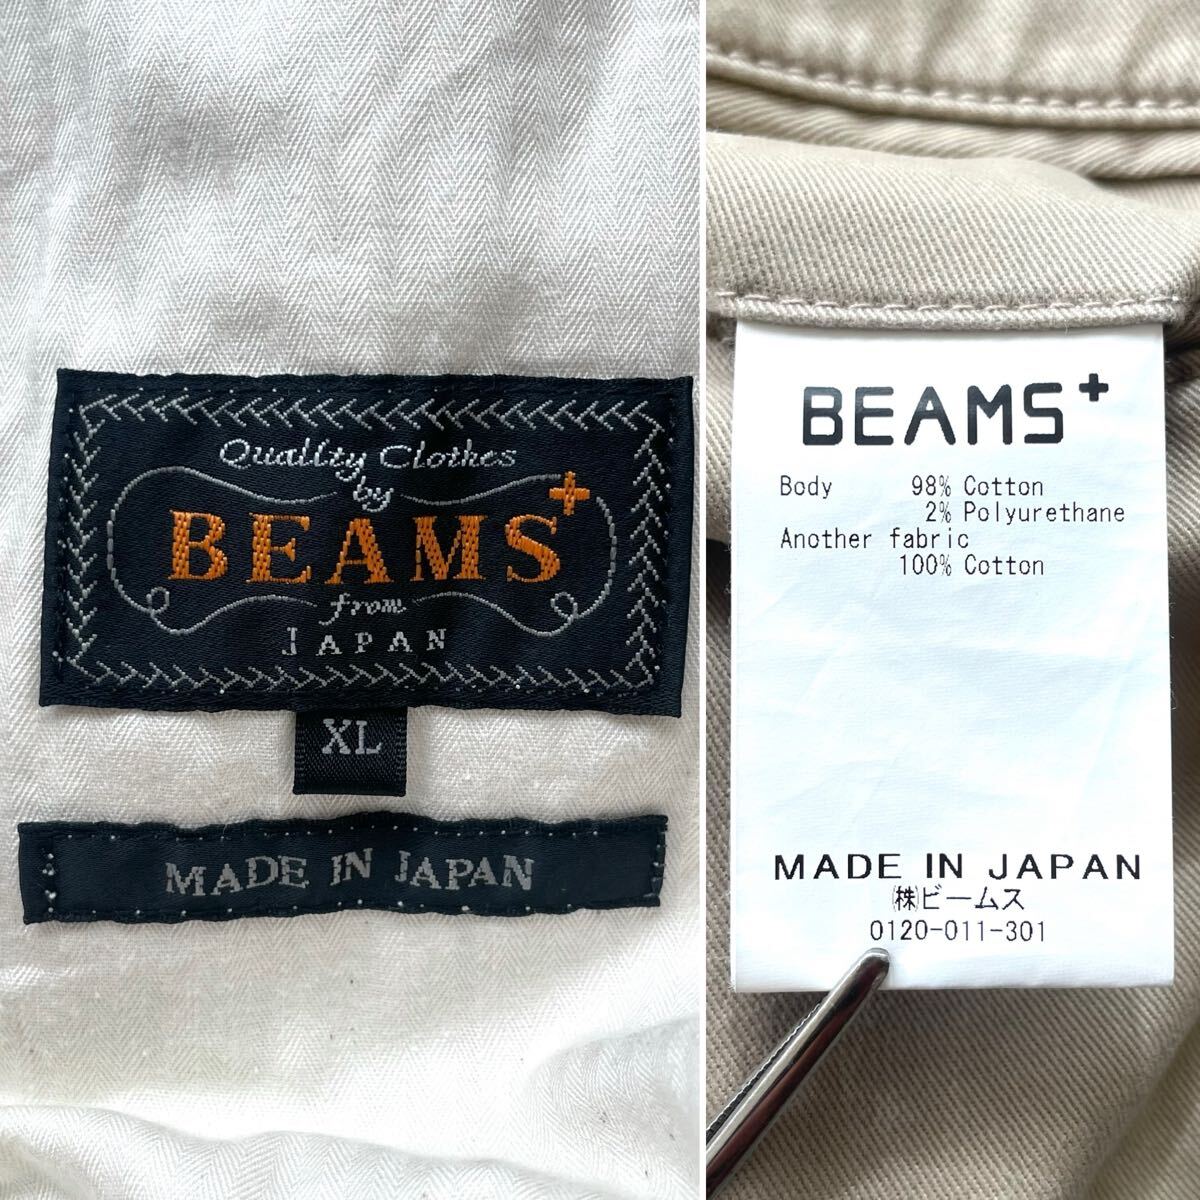 Quality Clothes
by
BEAMS+
from
JAPAN
XL
MADE IN JAPAN
BEAMS+
Body 98% Cotton
2% Polyurethane
Another fabric
100% Cotton
MADE IN JAPAN
㈱ビームス
0120-011-301